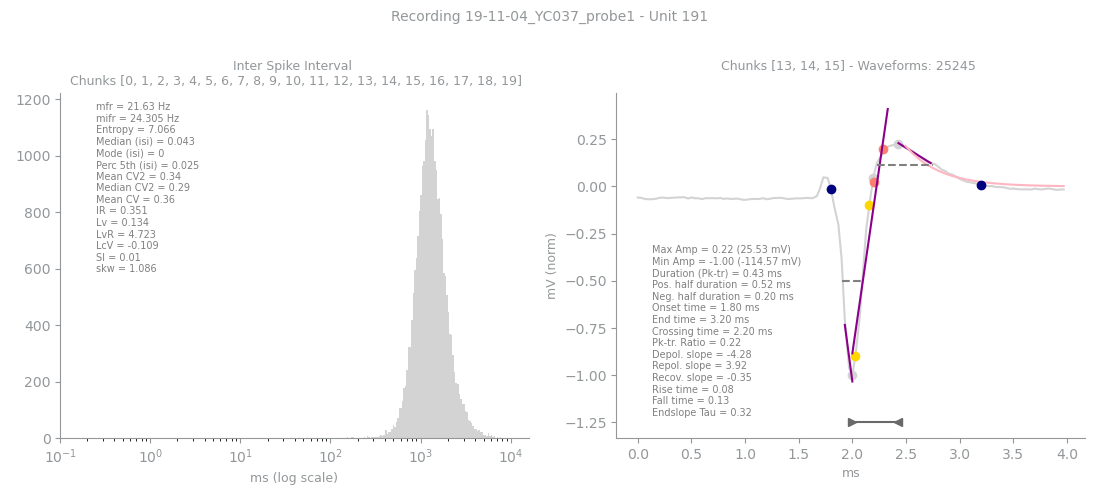 Recording 19-11-04_YC037_probe1 - Unit 191
Inter Spike Interval
Chunks [0, 1, 2, 3, 4, 5, 6, 7, 8, 9, 10, 11, 12, 13, 14, 15, 16, 17, 18, 19]
1200
1000
800
600
400
200
0
mfr = 21.63 Hz
mifr = 24.305 Hz
Entropy = 7.066
Median (isi) = 0.043
Mode (isi) = 0
Perc 5th (isi) = 0.025
Mean CV2 = 0.34
Median CV2 = 0.29
Mean CV = 0.36
IR = 0.351
Lv = 0.134
LvR = 4.723
LcV = -0.109
SI = 0.01
skw = 1.086
10⁻¹ 10⁰ 10¹ 10² 10³ 10⁴
ms (log scale)
Chunks [13, 14, 15] - Waveforms: 25245
mV (norm)
0.25
0.00
−0.25
−0.50
−0.75
−1.00
−1.25
Max Amp = 0.22 (25.53 mV)
Min Amp = -1.00 (-114.57 mV)
Duration (Pk-tr) = 0.43 ms
Pos. half duration = 0.52 ms
Neg. half duration = 0.20 ms
Onset time = 1.80 ms
End time = 3.20 ms
Crossing time = 2.20 ms
Pk-tr. Ratio = 0.22
Depol. slope = -4.28
Repol. slope = 3.92
Recov. slope = -0.35
Rise time = 0.08
Fall time = 0.13
Endslope Tau = 0.32
0.0 0.5 1.0 1.5 2.0 2.5 3.0 3.5 4.0
ms